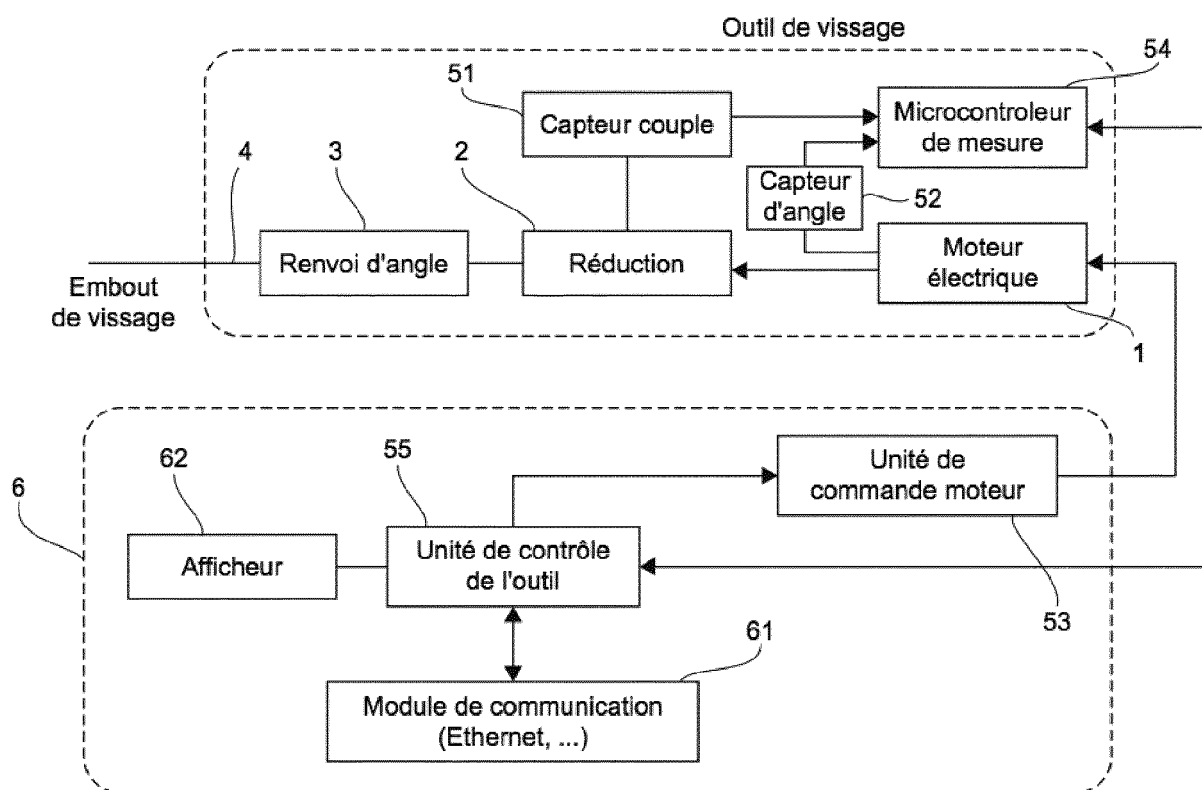 Outil de vissage
51
54
Capteur couple
Microcontroleur
de mesure
4
3
2
Capteur
d'angle
52
Renvoi d'angle
Réduction
Moteur
électrique
Embout
de vissage
1
6
62
55
Unité de
commande moteur
Afficheur
Unité de contrôle
de l'outil
53
61
Module de communication
(Ethernet, ...)